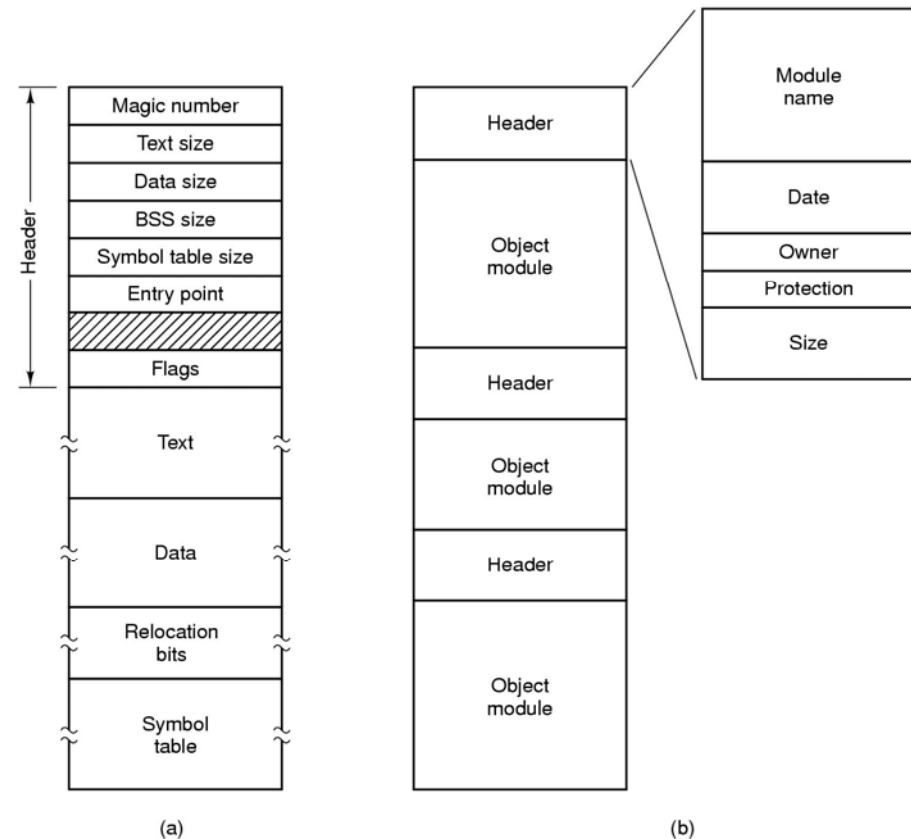 Header
Magic number
Text size
Data size
BSS size
Symbol table size
Entry point
Flags
Text
Data
Relocation
bits
Symbol
table
(a)
Header
Object
module
Header
Object
module
Header
Object
module
Module
name
Date
Owner
Protection
Size
(b)